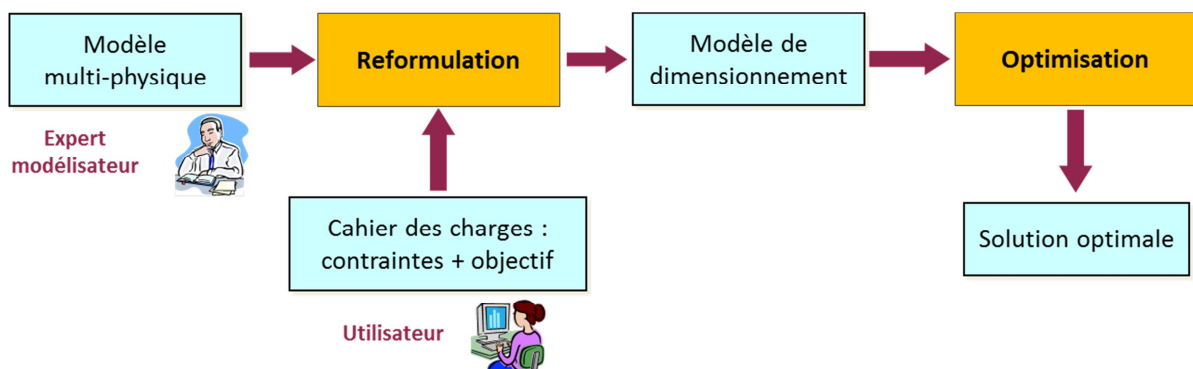 Modèle
multi-physique
Reformulation
Modèle de
dimensionnement
Optimisation
Expert
modélisateur
Cahier des charges :
contraintes + objectif
Solution optimale
Utilisateur